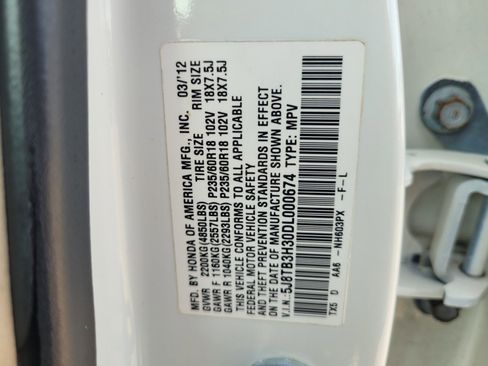 MFD. BY HONDA OF AMERICA MFG., INC. 03/'12
TIRE SIZE RIM SIZE
GVWR 2200KG(4850LBS)
GAWR F 1160KG(2557LBS) P235/60R18 102V 18X7.5J
GAWR R 1040KG(2293LBS) P235/60R18 102V 18X7.5J
THIS VEHICLE CONFORMS TO ALL APPLICABLE
FEDERAL MOTOR VEHICLE SAFETY
AND THEFT PREVENTION STANDARDS IN EFFECT
ON THE DATE OF MANUFACTURE SHOWN ABOVE.
V.I.N.: 5J8TB3H30DL000674 TYPE: MPV
TX5 D AA6 -NH603PX -F-L